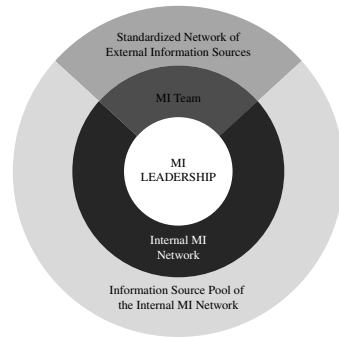 Standardized Network of
External Information Sources
MI Team
MI
LEADERSHIP
Internal MI
Network
Information Source Pool of
the Internal MI Network